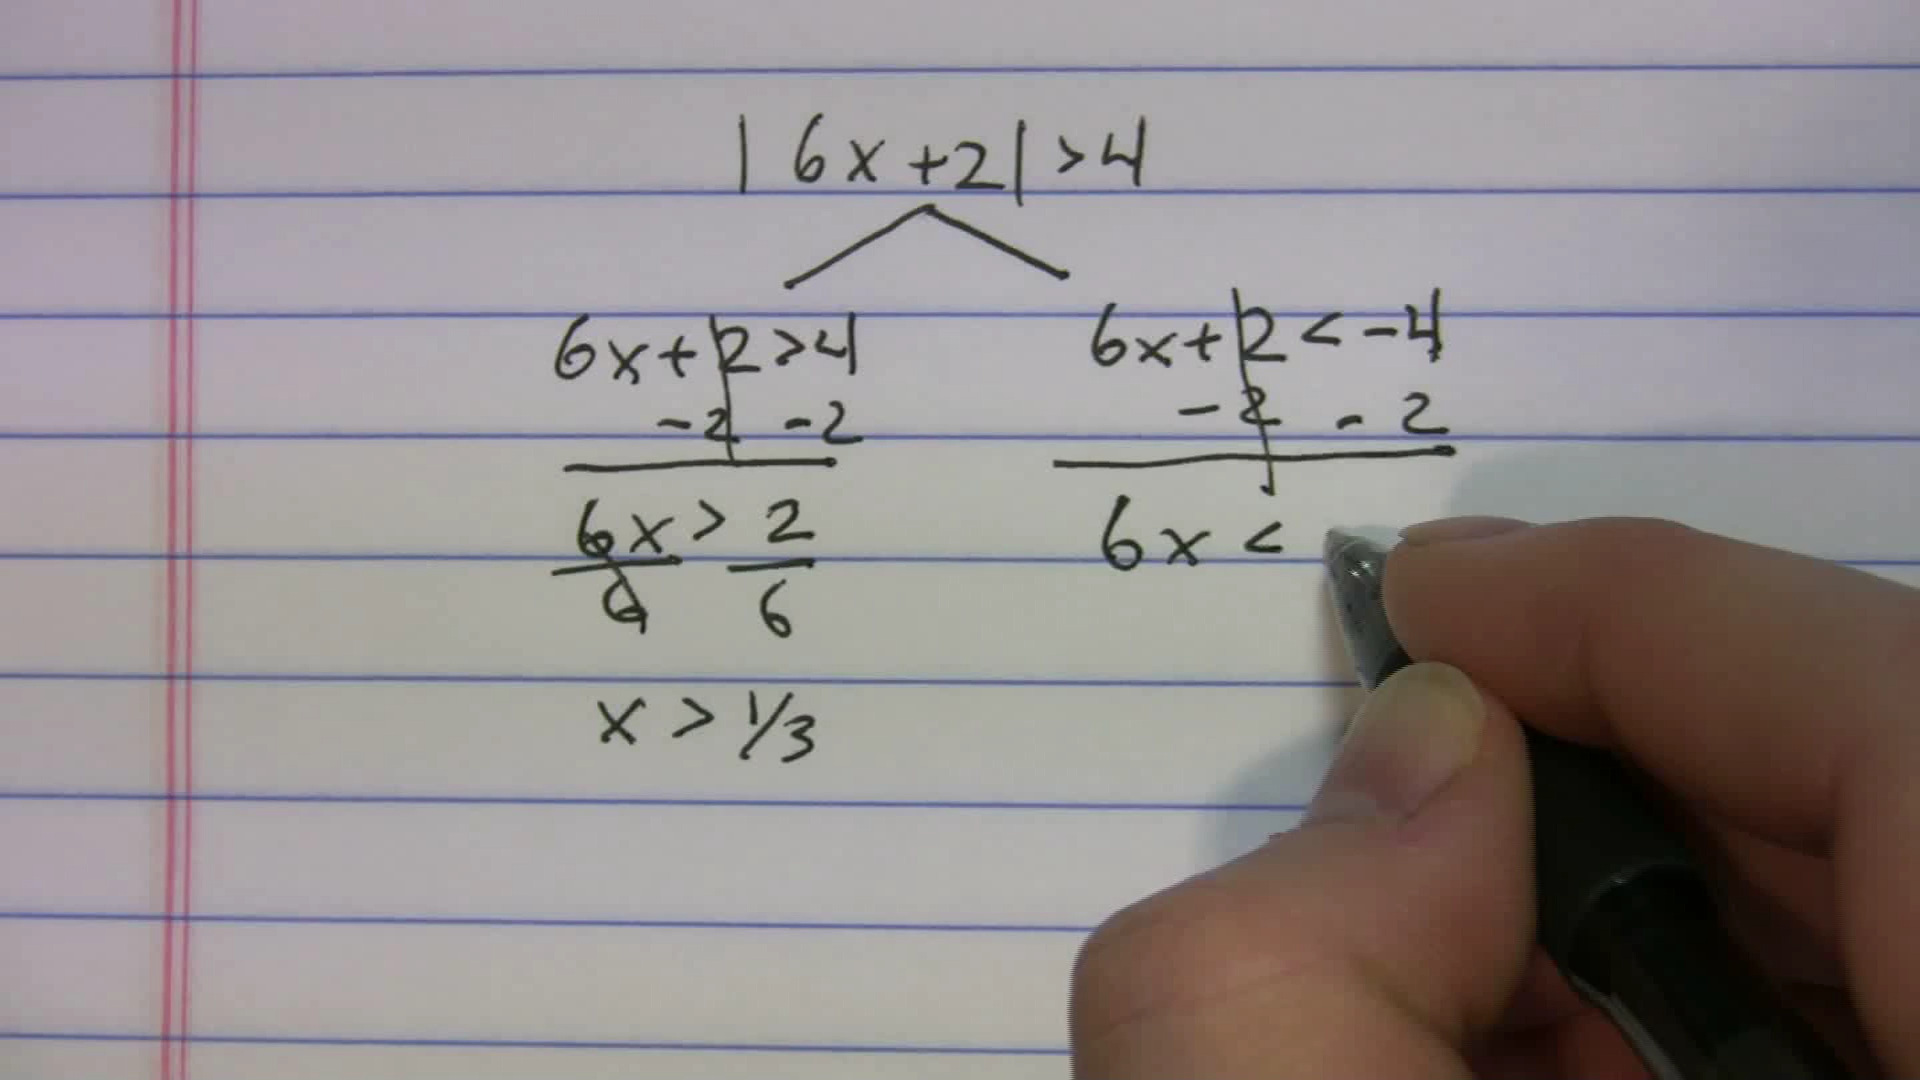 |6x+2|>4
6x+2>4 6x+2<-4
-2 -2 -2 -2
6x > 2 6x <
6 6
x > 1/3